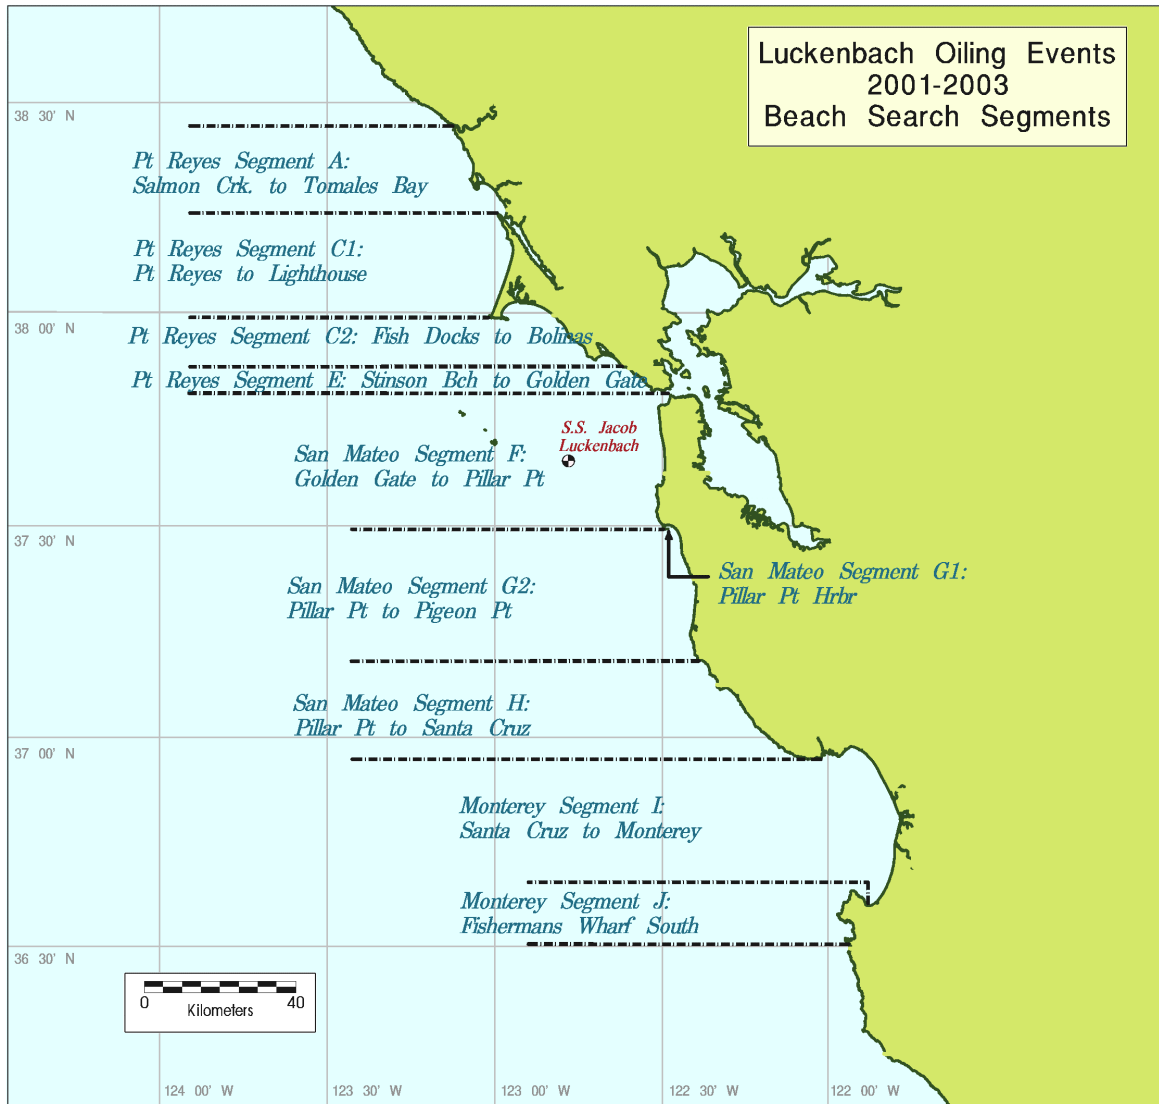 Luckenbach Oiling Events
2001-2003
Beach Search Segments
38 30' N
Pt Reyes Segment A:
Salmon Crk. to Tomales Bay
Pt Reyes Segment C1:
Pt Reyes to Lighthouse
38 00' N
Pt Reyes Segment C2: Fish Docks to Bolinas
Pt Reyes Segment E: Stinson Bch to Golden Gate
S.S. Jacob
Luckenbach
San Mateo Segment F:
Golden Gate to Pillar Pt
37 30' N
San Mateo Segment G1:
Pillar Pt Hrbr
San Mateo Segment G2:
Pillar Pt to Pigeon Pt
San Mateo Segment H:
Pillar Pt to Santa Cruz
37 00' N
Monterey Segment I:
Santa Cruz to Monterey
Monterey Segment J:
Fishermans Wharf South
36 30' N
0 40
Kilometers
124 00' W
123 30' W
123 00' W
122 30' W
122 00' W